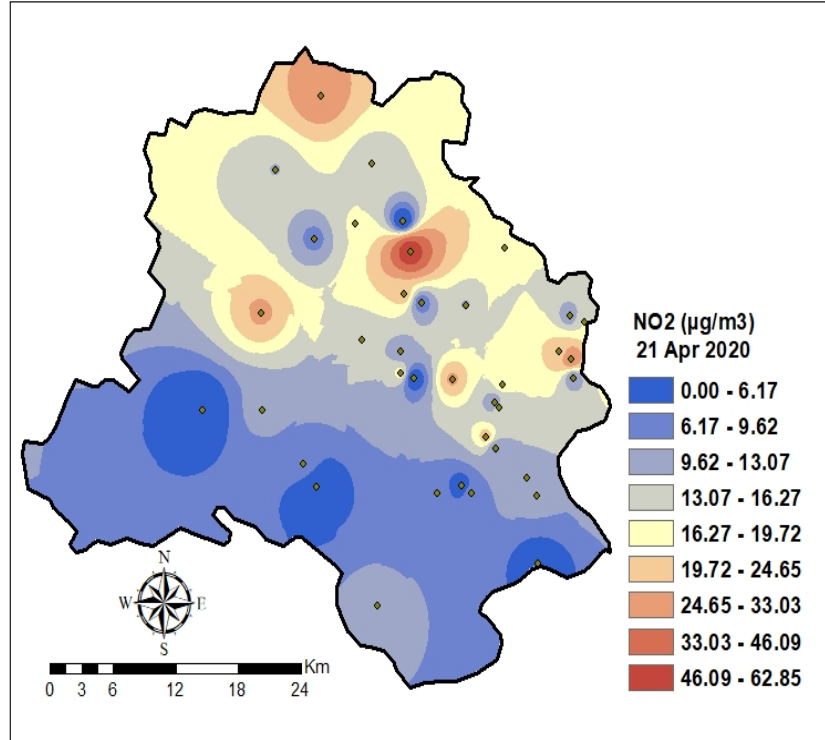 NO2 (µg/m3)
21 Apr 2020
0.00 - 6.17
6.17 - 9.62
9.62 - 13.07
13.07 - 16.27
16.27 - 19.72
19.72 - 24.65
24.65 - 33.03
33.03 - 46.09
46.09 - 62.85
N
W E
S
Km
0 3 6 12 18 24